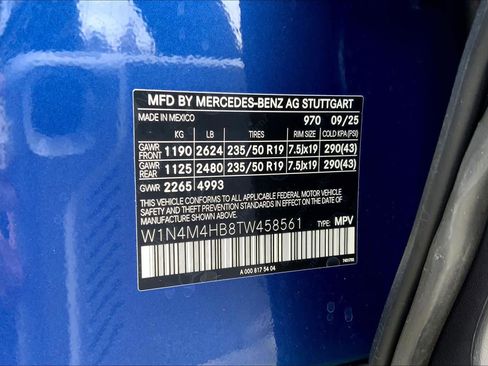 MFD BY MERCEDES-BENZ AG STUTTGART
MADE IN MEXICO 970 09/25
KG LB TIRES RIM SIZE COLD KPA (PSI)
GAWR FRONT 1190 2624 235/50 R19 7.5Jx19 290(43)
GAWR REAR 1125 2480 235/50 R19 7.5Jx19 290(43)
GVWR 2265 4993
THIS VEHICLE CONFORMS TO ALL APPLICABLE FEDERAL MOTOR VEHICLE
SAFETY STANDARDS IN EFFECT ON THE DATE OF
MANUFACTURE SHOWN ABOVE.
W1N4M4HB8TW458561 TYPE: MPV
A 000 817 54 04